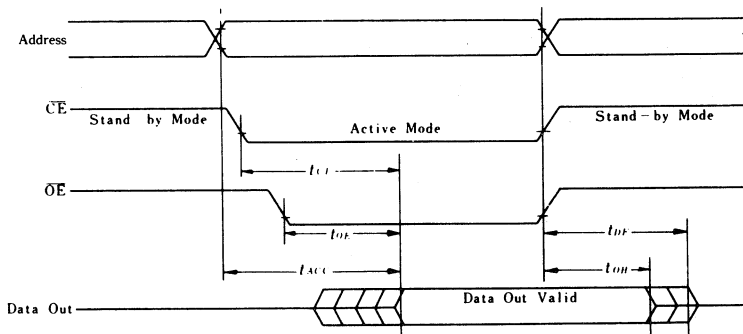 Address
CE
Stand by Mode
Active Mode
Stand-by Mode
tCE
OE
tOE
tDF
tACC
tOH
Data Out
Data Out Valid